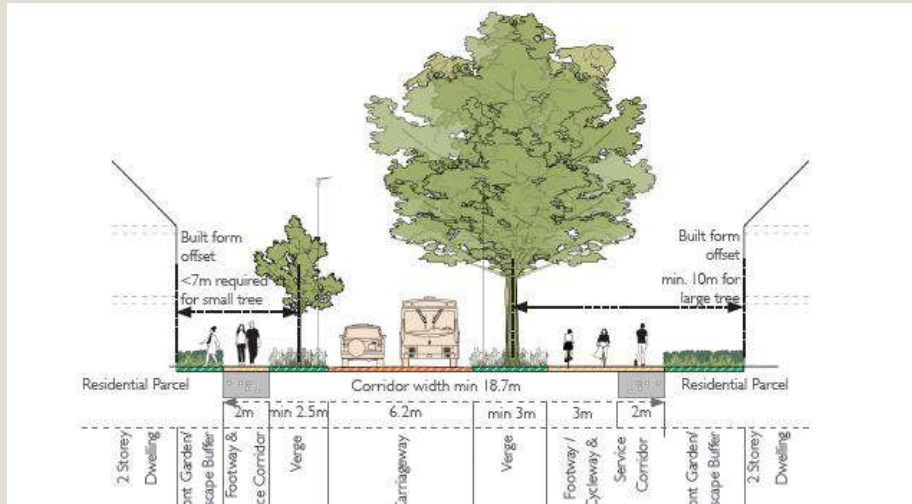 Built form
offset
<7m required
for small tree
Built form
offset
min. 10m for
large tree
Residential Parcel
Corridor width min 18.7m
Residential Parcel
2m
min 2.5m
6.2m
min 3m
3m
2m
2 Storey
Dwelling
Footway &
Corridor
Verge
Verge
Footway /
Service
Corridor
2 Storey
Dwelling